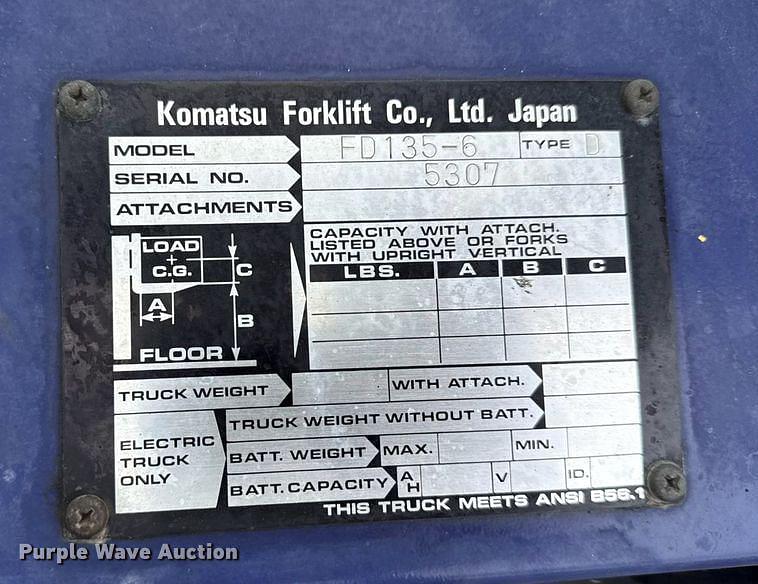 Komatsu Forklift Co., Ltd. Japan
MODEL FD135-6 TYPE D
SERIAL NO. 5307
ATTACHMENTS
CAPACITY WITH ATTACH.
LISTED ABOVE OR FORKS
WITH UPRIGHT VERTICAL
LBS. A B C
LOAD
C.G.
C
A
B
FLOOR
TRUCK WEIGHT WITH ATTACH.
TRUCK WEIGHT WITHOUT BATT.
ELECTRIC
TRUCK
ONLY
BATT. WEIGHT MAX. MIN.
BATT. CAPACITY AH V ID.
THIS TRUCK MEETS ANSI B56.1
Purple Wave Auction